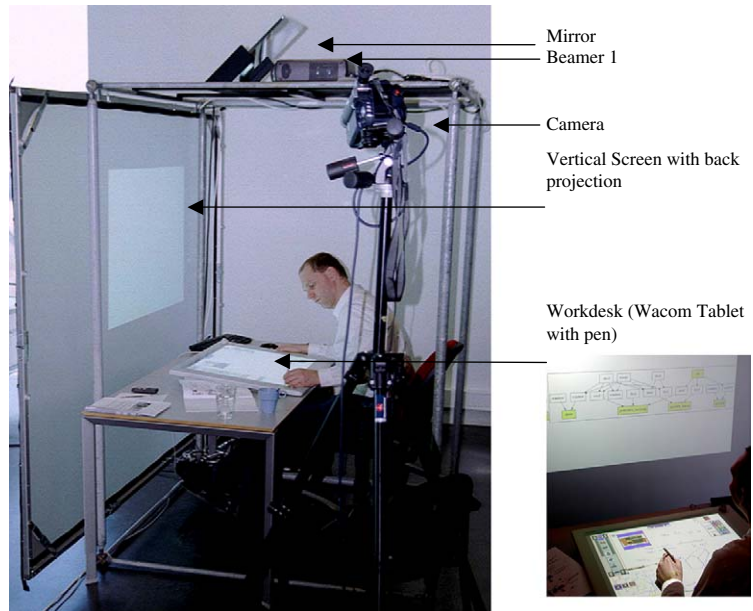 Mirror
Beamer 1
Camera
Vertical Screen with back
projection
Workdesk (Wacom Tablet
with pen)